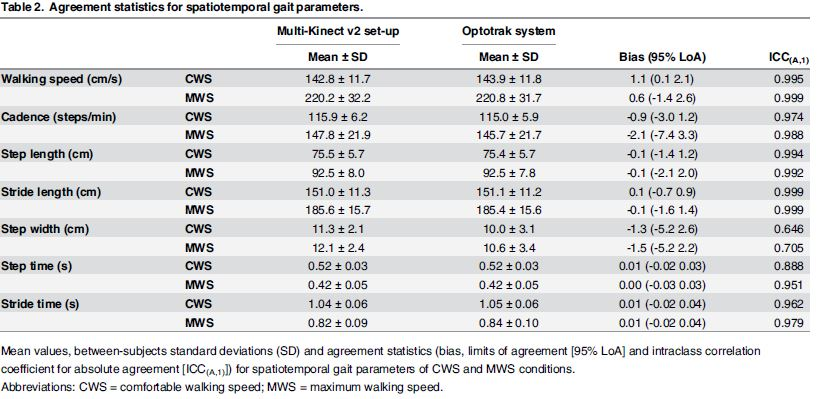 Table 2. Agreement statistics for spatiotemporal gait parameters.
Multi-Kinect v2 set-up Optotrak system
Mean ± SD Mean ± SD Bias (95% LoA) ICC(A,1)
Walking speed (cm/s) CWS 142.8 ± 11.7 143.9 ± 11.8 1.1 (0.1 2.1) 0.995
MWS 220.2 ± 32.2 220.8 ± 31.7 0.6 (-1.4 2.6) 0.999
Cadence (steps/min) CWS 115.9 ± 6.2 115.0 ± 5.9 -0.9 (-3.0 1.2) 0.974
MWS 147.8 ± 21.9 145.7 ± 21.7 -2.1 (-7.4 3.3) 0.988
Step length (cm) CWS 75.5 ± 5.7 75.4 ± 5.7 -0.1 (-1.4 1.2) 0.994
MWS 92.5 ± 8.0 92.5 ± 7.8 -0.1 (-2.1 2.0) 0.992
Stride length (cm) CWS 151.0 ± 11.3 151.1 ± 11.2 0.1 (-0.7 0.9) 0.999
MWS 185.6 ± 15.7 185.4 ± 15.6 -0.1 (-1.6 1.4) 0.999
Step width (cm) CWS 11.3 ± 2.1 10.0 ± 3.1 -1.3 (-5.2 2.6) 0.646
MWS 12.1 ± 2.4 10.6 ± 3.4 -1.5 (-5.2 2.2) 0.705
Step time (s) CWS 0.52 ± 0.03 0.52 ± 0.03 0.01 (-0.02 0.03) 0.888
MWS 0.42 ± 0.05 0.42 ± 0.05 0.00 (-0.03 0.03) 0.951
Stride time (s) CWS 1.04 ± 0.06 1.05 ± 0.06 0.01 (-0.02 0.04) 0.962
MWS 0.82 ± 0.09 0.84 ± 0.10 0.01 (-0.02 0.04) 0.979
Mean values, between-subjects standard deviations (SD) and agreement statistics (bias, limits of agreement [95% LoA] and intraclass correlation
coefficient for absolute agreement [ICC(A,1)]) for spatiotemporal gait parameters of CWS and MWS conditions.
Abbreviations: CWS = comfortable walking speed; MWS = maximum walking speed.